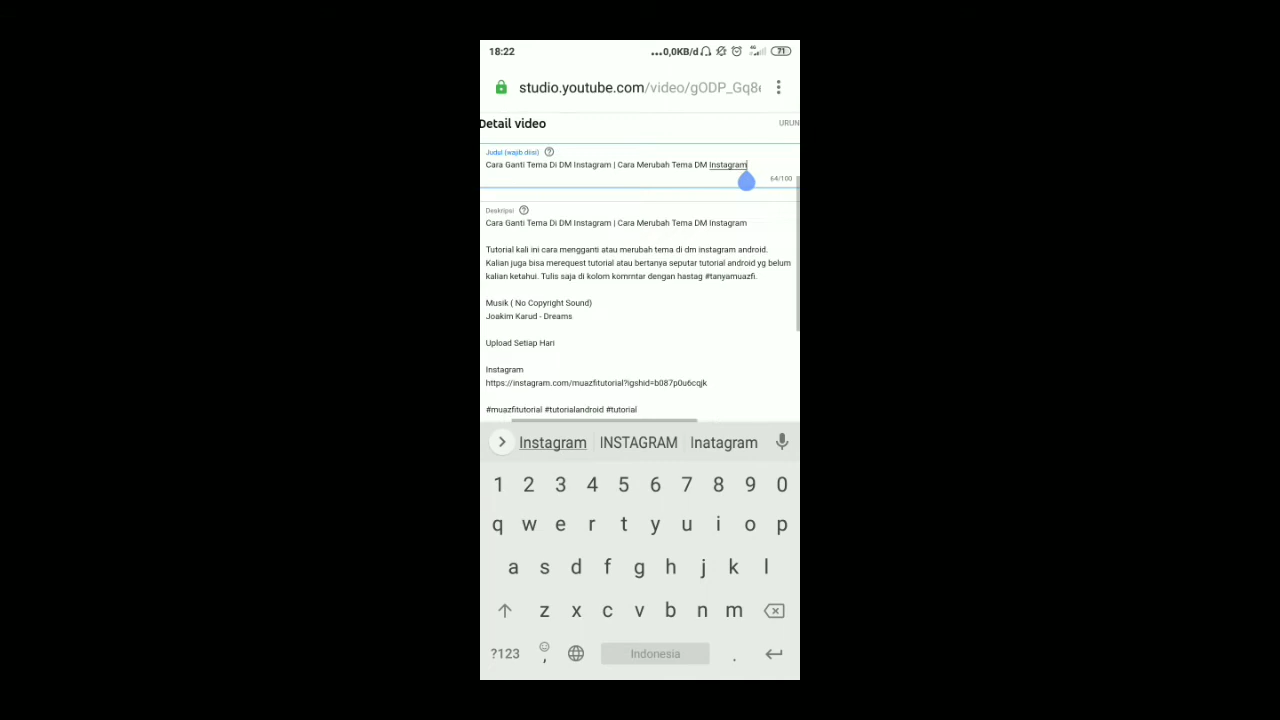 18:22
...0,0KB/d 4G 71
studio.youtube.com/video/gODP_Gq8
Detail video
URUN
Judul (wajib diisi) ?
Cara Ganti Tema Di DM Instagram | Cara Merubah Tema DM Instagram
64/100
Deskripsi ?
Cara Ganti Tema Di DM Instagram | Cara Merubah Tema DM Instagram
Tutorial kali ini cara mengganti atau merubah tema di dm instagram android.
Kalian juga bisa merequest tutorial atau bertanya seputar tutorial android yg belum
kalian ketahui. Tulis saja di kolom komrntar dengan hastag #tanyamuazfi.
Musik ( No Copyright Sound)
Joakim Karud - Dreams
Upload Setiap Hari
Instagram
https://instagram.com/muazfitutorial?igshid=b087p0u6cqjk
#muazfitutorial #tutorialandroid #tutorial
Instagram INSTAGRAM Inatagram
1 2 3 4 5 6 7 8 9 0
q w e r t y u i o p
a s d f g h j k l
z x c v b n m
?123 , Indonesia .